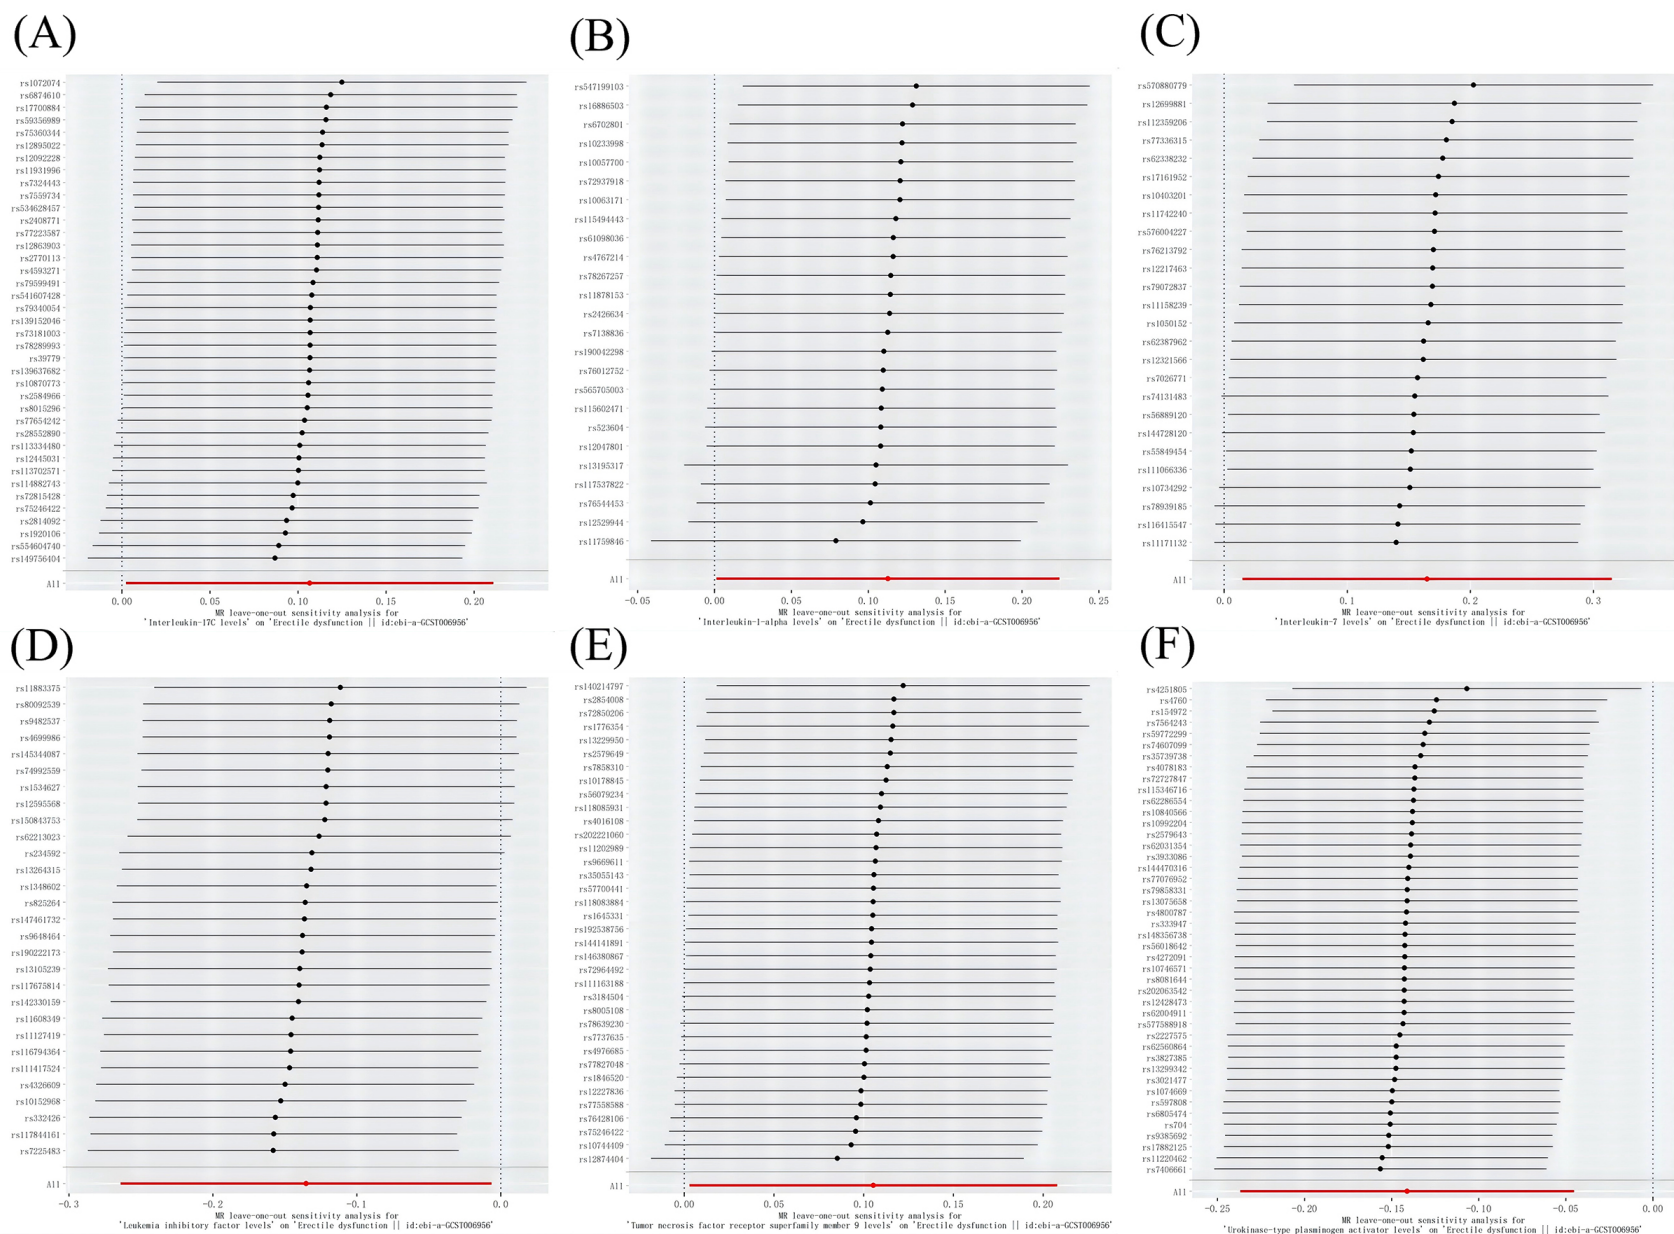 (A)
rs1072074
rs6874610
rs17700884
rs59356989
rs75360344
rs12895022
rs12092228
rs11931996
rs7324443
rs7559734
rs534628457
rs2408771
rs77223587
rs12863903
rs2770113
rs4593271
rs79599491
rs541607428
rs79340054
rs139152046
rs73181003
rs78289993
rs39779
rs139637682
rs10870773
rs2584966
rs8015296
rs77654242
rs28552890
rs113334480
rs12445031
rs113702571
rs114882743
rs72815428
rs75246422
rs2814092
rs1920106
rs554604740
rs149756404
All
0.00 0.05 0.10 0.15 0.20
MR leave-one-out sensitivity analysis for
'Interleukin-17C levels' on 'Erectile dysfunction || id:ebi-a-GCST006956'
(B)
rs547199103
rs16886503
rs6702801
rs10233998
rs10057700
rs72937918
rs10063171
rs115494443
rs61098036
rs4767214
rs78267257
rs11878153
rs2426634
rs7138836
rs190042298
rs76012752
rs565705003
rs115602471
rs523604
rs12047801
rs13195317
rs117537822
rs76544453
rs12529944
rs11759846
All
-0.05 0.00 0.05 0.10 0.15 0.20 0.25
MR leave-one-out sensitivity analysis for
'Interleukin-1-alpha levels' on 'Erectile dysfunction || id:ebi-a-GCST006956'
(C)
rs570880779
rs12699881
rs112359206
rs77336315
rs62338232
rs17161952
rs10403201
rs11742240
rs576004227
rs76213792
rs12217463
rs79072837
rs11158239
rs1050152
rs62387962
rs12321566
rs7026771
rs74131483
rs56889120
rs144728120
rs55849454
rs111066336
rs10734292
rs78939185
rs116415547
rs11171132
All
0.0 0.1 0.2 0.3
MR leave-one-out sensitivity analysis for
'Interleukin-7 levels' on 'Erectile dysfunction || id:ebi-a-GCST006956'
(D)
rs11883375
rs80092539
rs9482537
rs4699986
rs145344087
rs74992559
rs1534627
rs12595568
rs150843753
rs62213023
rs234592
rs13264315
rs1348602
rs825264
rs147461732
rs9648464
rs190222173
rs13105239
rs117675814
rs142330159
rs11608349
rs11127419
rs116794364
rs111417524
rs4326609
rs10152968
rs332426
rs117844161
rs7225483
All
-0.3 -0.2 -0.1 0.0
MR leave-one-out sensitivity analysis for
'Leukemia inhibitory factor levels' on 'Erectile dysfunction || id:ebi-a-GCST006956'
(E)
rs140214797
rs2854008
rs72850206
rs1776354
rs13229950
rs2579649
rs7858310
rs10178845
rs56079234
rs118085931
rs4016108
rs202221060
rs11202989
rs9669611
rs35055143
rs57700441
rs118083884
rs1645331
rs192538756
rs144141891
rs146380867
rs72964492
rs111163188
rs3184504
rs8005108
rs78639230
rs7737635
rs4976685
rs77827048
rs1846520
rs12227836
rs77558588
rs76428106
rs75246422
rs10744409
rs12874404
All
0.00 0.05 0.10 0.15 0.20
MR leave-one-out sensitivity analysis for
'Tumor necrosis factor receptor superfamily member 9 levels' on 'Erectile dysfunction || id:ebi-a-GCST006956'
(F)
rs4251805
rs4760
rs154972
rs7564243
rs59772299
rs74607099
rs35739738
rs4078183
rs72727847
rs115346716
rs62286554
rs10840566
rs10992204
rs2579643
rs62031354
rs3933086
rs144470316
rs77076952
rs79858331
rs13075658
rs4800787
rs333947
rs148356738
rs56018642
rs4272091
rs10746571
rs8081644
rs202063542
rs12428473
rs62004911
rs577588918
rs2227575
rs62560864
rs3827385
rs13299342
rs3021477
rs1074669
rs597808
rs6805474
rs704
rs9385692
rs17882125
rs11220462
rs7406661
All
-0.25 -0.20 -0.15 -0.10 -0.05 0.00
MR leave-one-out sensitivity analysis for
'Urokinase-type plasminogen activator levels' on 'Erectile dysfunction || id:ebi-a-GCST006956'